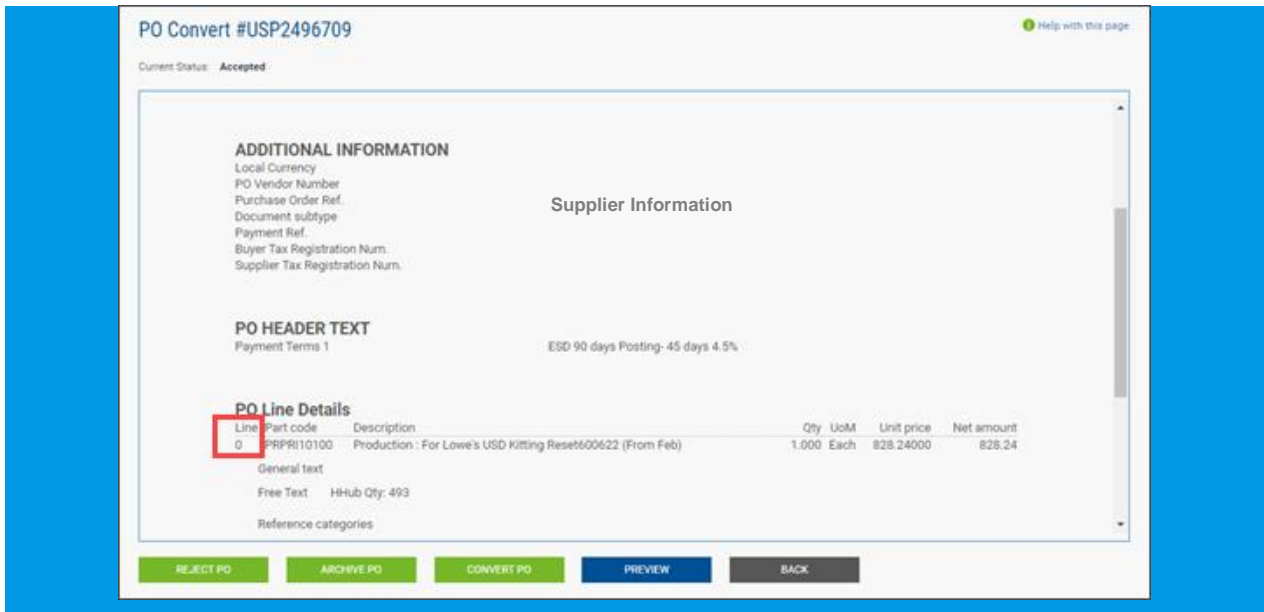 PO Convert #USP2496709
Help with this page
Current Status: Accepted
ADDITIONAL INFORMATION
Local Currency
PO Vendor Number
Purchase Order Ref.
Supplier Information
Document subtype
Payment Ref.
Buyer Tax Registration Num.
Supplier Tax Registration Num.
PO HEADER TEXT
Payment Terms 1 ESD 90 days Posting- 45 days 4.5%
PO Line Details
Line Part code Description Qty UoM Unit price Net amount
0 PRPRI10100 Production : For Lowe's USD Kitting Reset600622 (From Feb) 1.000 Each 828.24000 828.24
General text
Free Text HHub Qty: 493
Reference categories
REJECT PO ARCHIVE PO CONVERT PO PREVIEW BACK